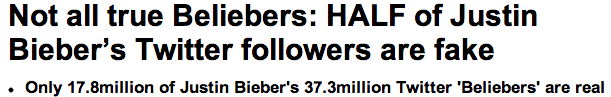 Not all true Beliebers: HALF of Justin
Bieber’s Twitter followers are fake
• Only 17.8million of Justin Bieber's 37.3million Twitter 'Beliebers' are real